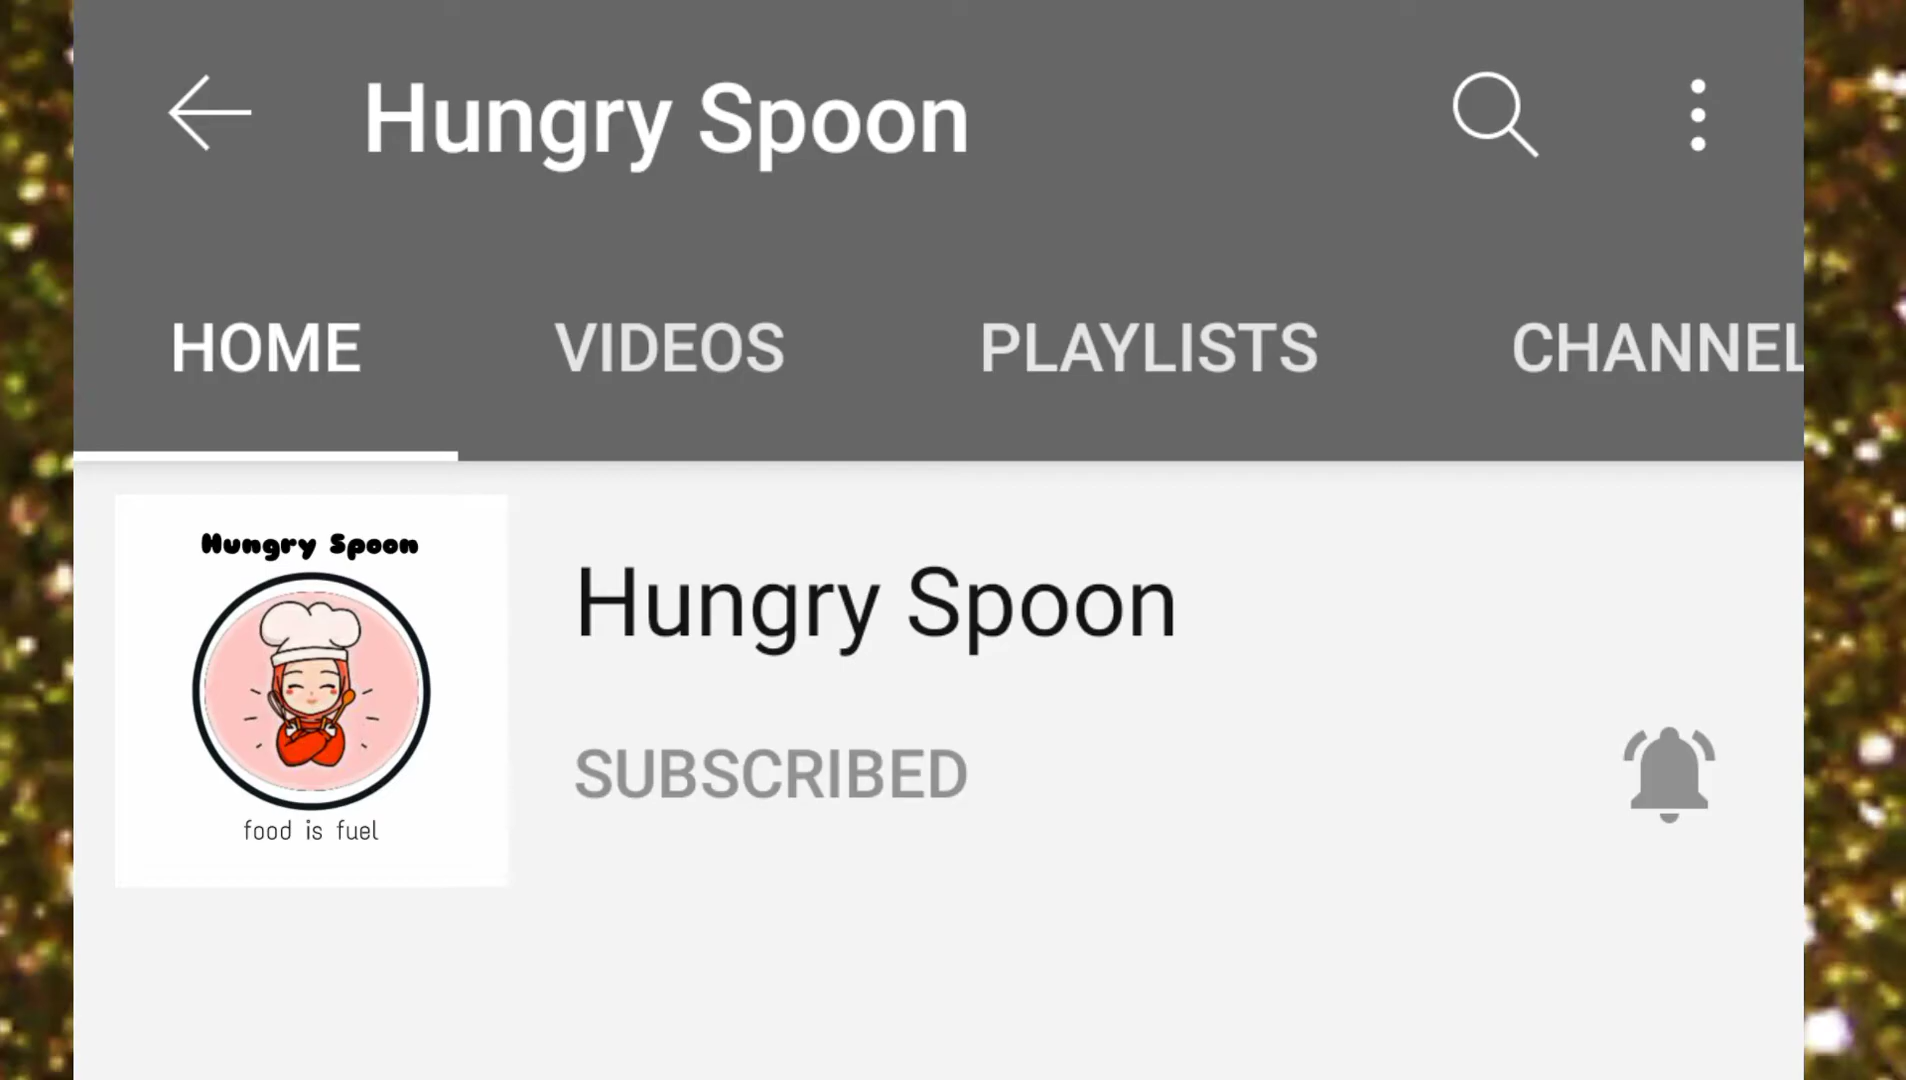 Hungry Spoon
HOME VIDEOS PLAYLISTS CHANNEL
Hungry Spoon
food is fuel
Hungry Spoon
SUBSCRIBED